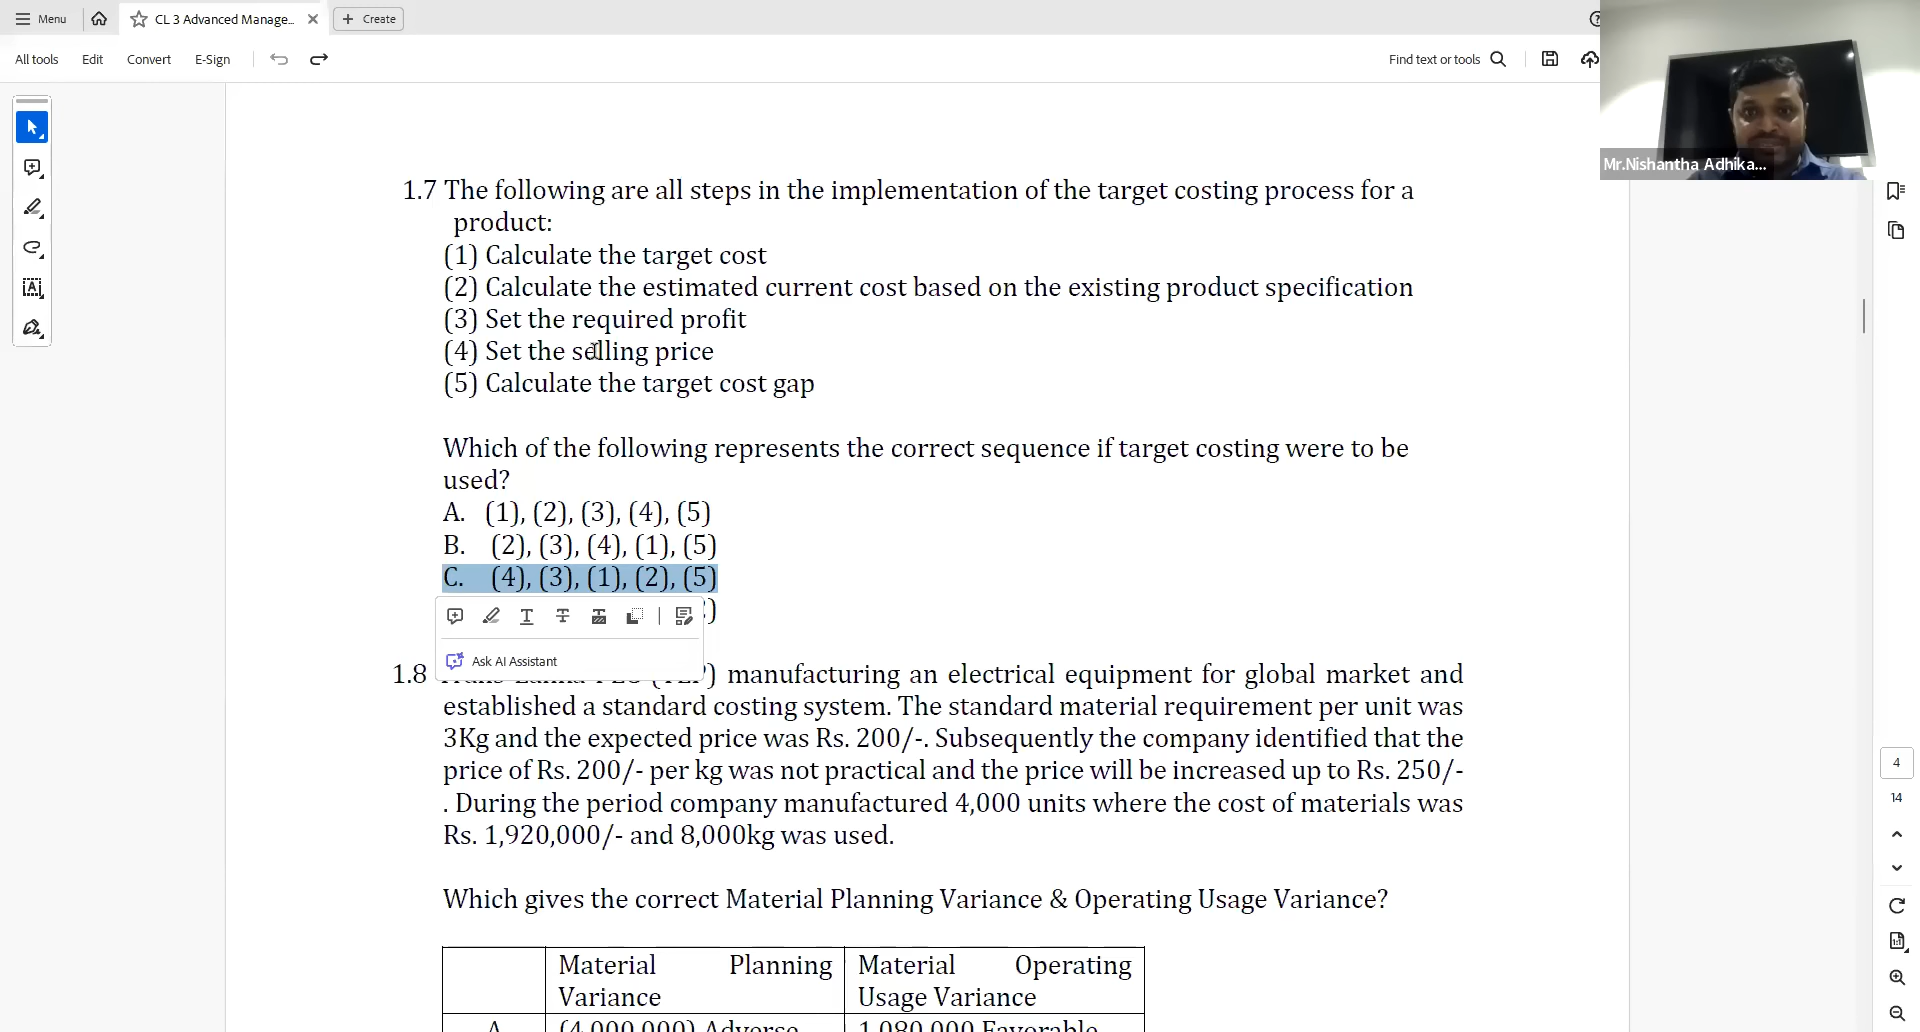 Menu
CL 3 Advanced Manage...
Create
All tools
Edit
Convert
E-Sign
Find text or tools
Mr.Nishantha Adhika...
1.7 The following are all steps in the implementation of the target costing process for a
product:
(1) Calculate the target cost
(2) Calculate the estimated current cost based on the existing product specification
(3) Set the required profit
(4) Set the selling price
(5) Calculate the target cost gap
Which of the following represents the correct sequence if target costing were to be
used?
A. (1), (2), (3), (4), (5)
B. (2), (3), (4), (1), (5)
C. (4), (3), (1), (2), (5)
Ask AI Assistant
1.8 manufacturing an electrical equipment for global market and
established a standard costing system. The standard material requirement per unit was
3Kg and the expected price was Rs. 200/-. Subsequently the company identified that the
price of Rs. 200/- per kg was not practical and the price will be increased up to Rs. 250/-
. During the period company manufactured 4,000 units where the cost of materials was
Rs. 1,920,000/- and 8,000kg was used.
Which gives the correct Material Planning Variance & Operating Usage Variance?
Material Planning
Variance
Material Operating
Usage Variance
A (4,000,000) Adverse 1,080,000 Favorable
4
14